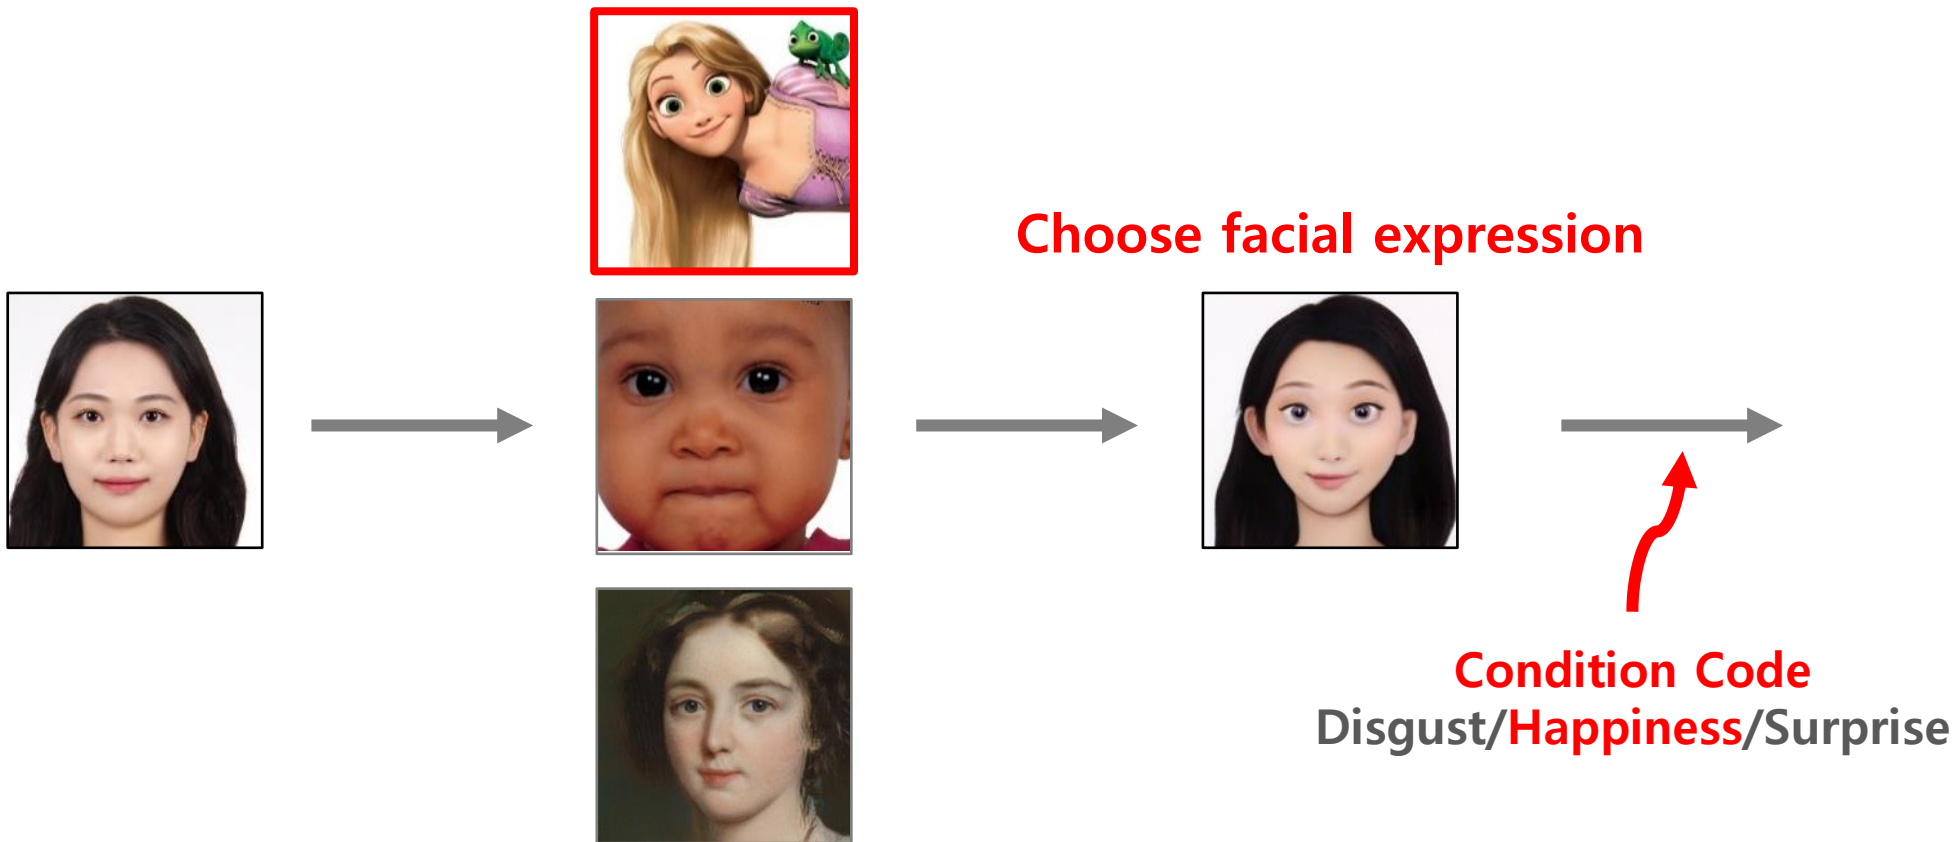 Choose facial expression
Condition Code
Disgust/Happiness/Surprise